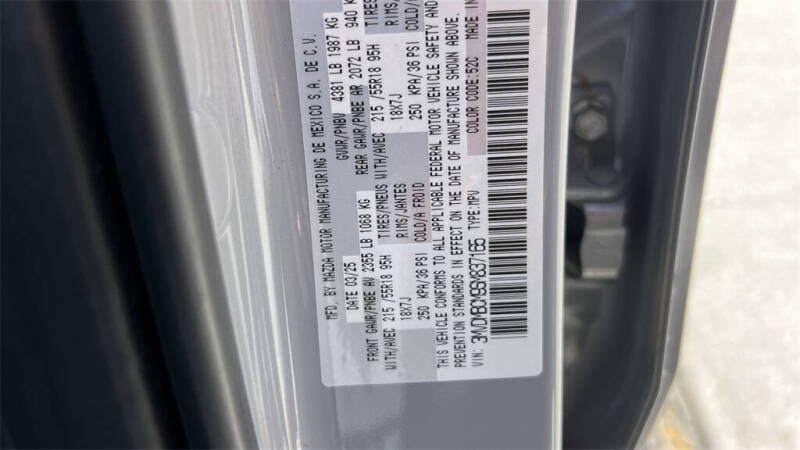 MFD. BY MAZDA MOTOR MANUFACTURING DE MEXICO S.A. DE C.V.
DATE 03/25 GVWR/PNBV 4381 LB 1987 KG
FRONT GAWR/PNBE AV 2355 LB 1068 KG REAR GAWR/PNBE AR 2072 LB 940 K
TIRES/PNEUS WITH/AVEC 215 /55R18 95H TIRES
WITH/AVEC 215 /55R18 95H RIMS/JANTES 18X7J RIMS/
18X7J COLD/A FROID 250 KPA/36 PSI COLD/
250 KPA/36 PSI
THIS VEHICLE CONFORMS TO ALL APPLICABLE FEDERAL MOTOR VEHICLE SAFETY AND
PREVENTION STANDARDS IN EFFECT ON THE DATE OF MANUFACTURE SHOWN ABOVE.
VIN: 3MVDMBCM9SM837165 TYPE:MPV COLOR CODE:52C MADE IN